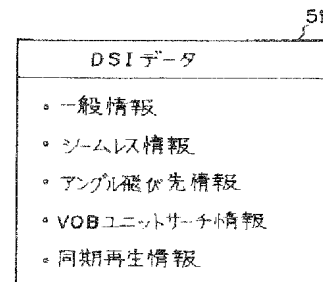 DSIデータ
• 一般情報
• シームレス情報
• アングル飛び先情報
• VOBユニットサーチ情報
• 同期再生情報